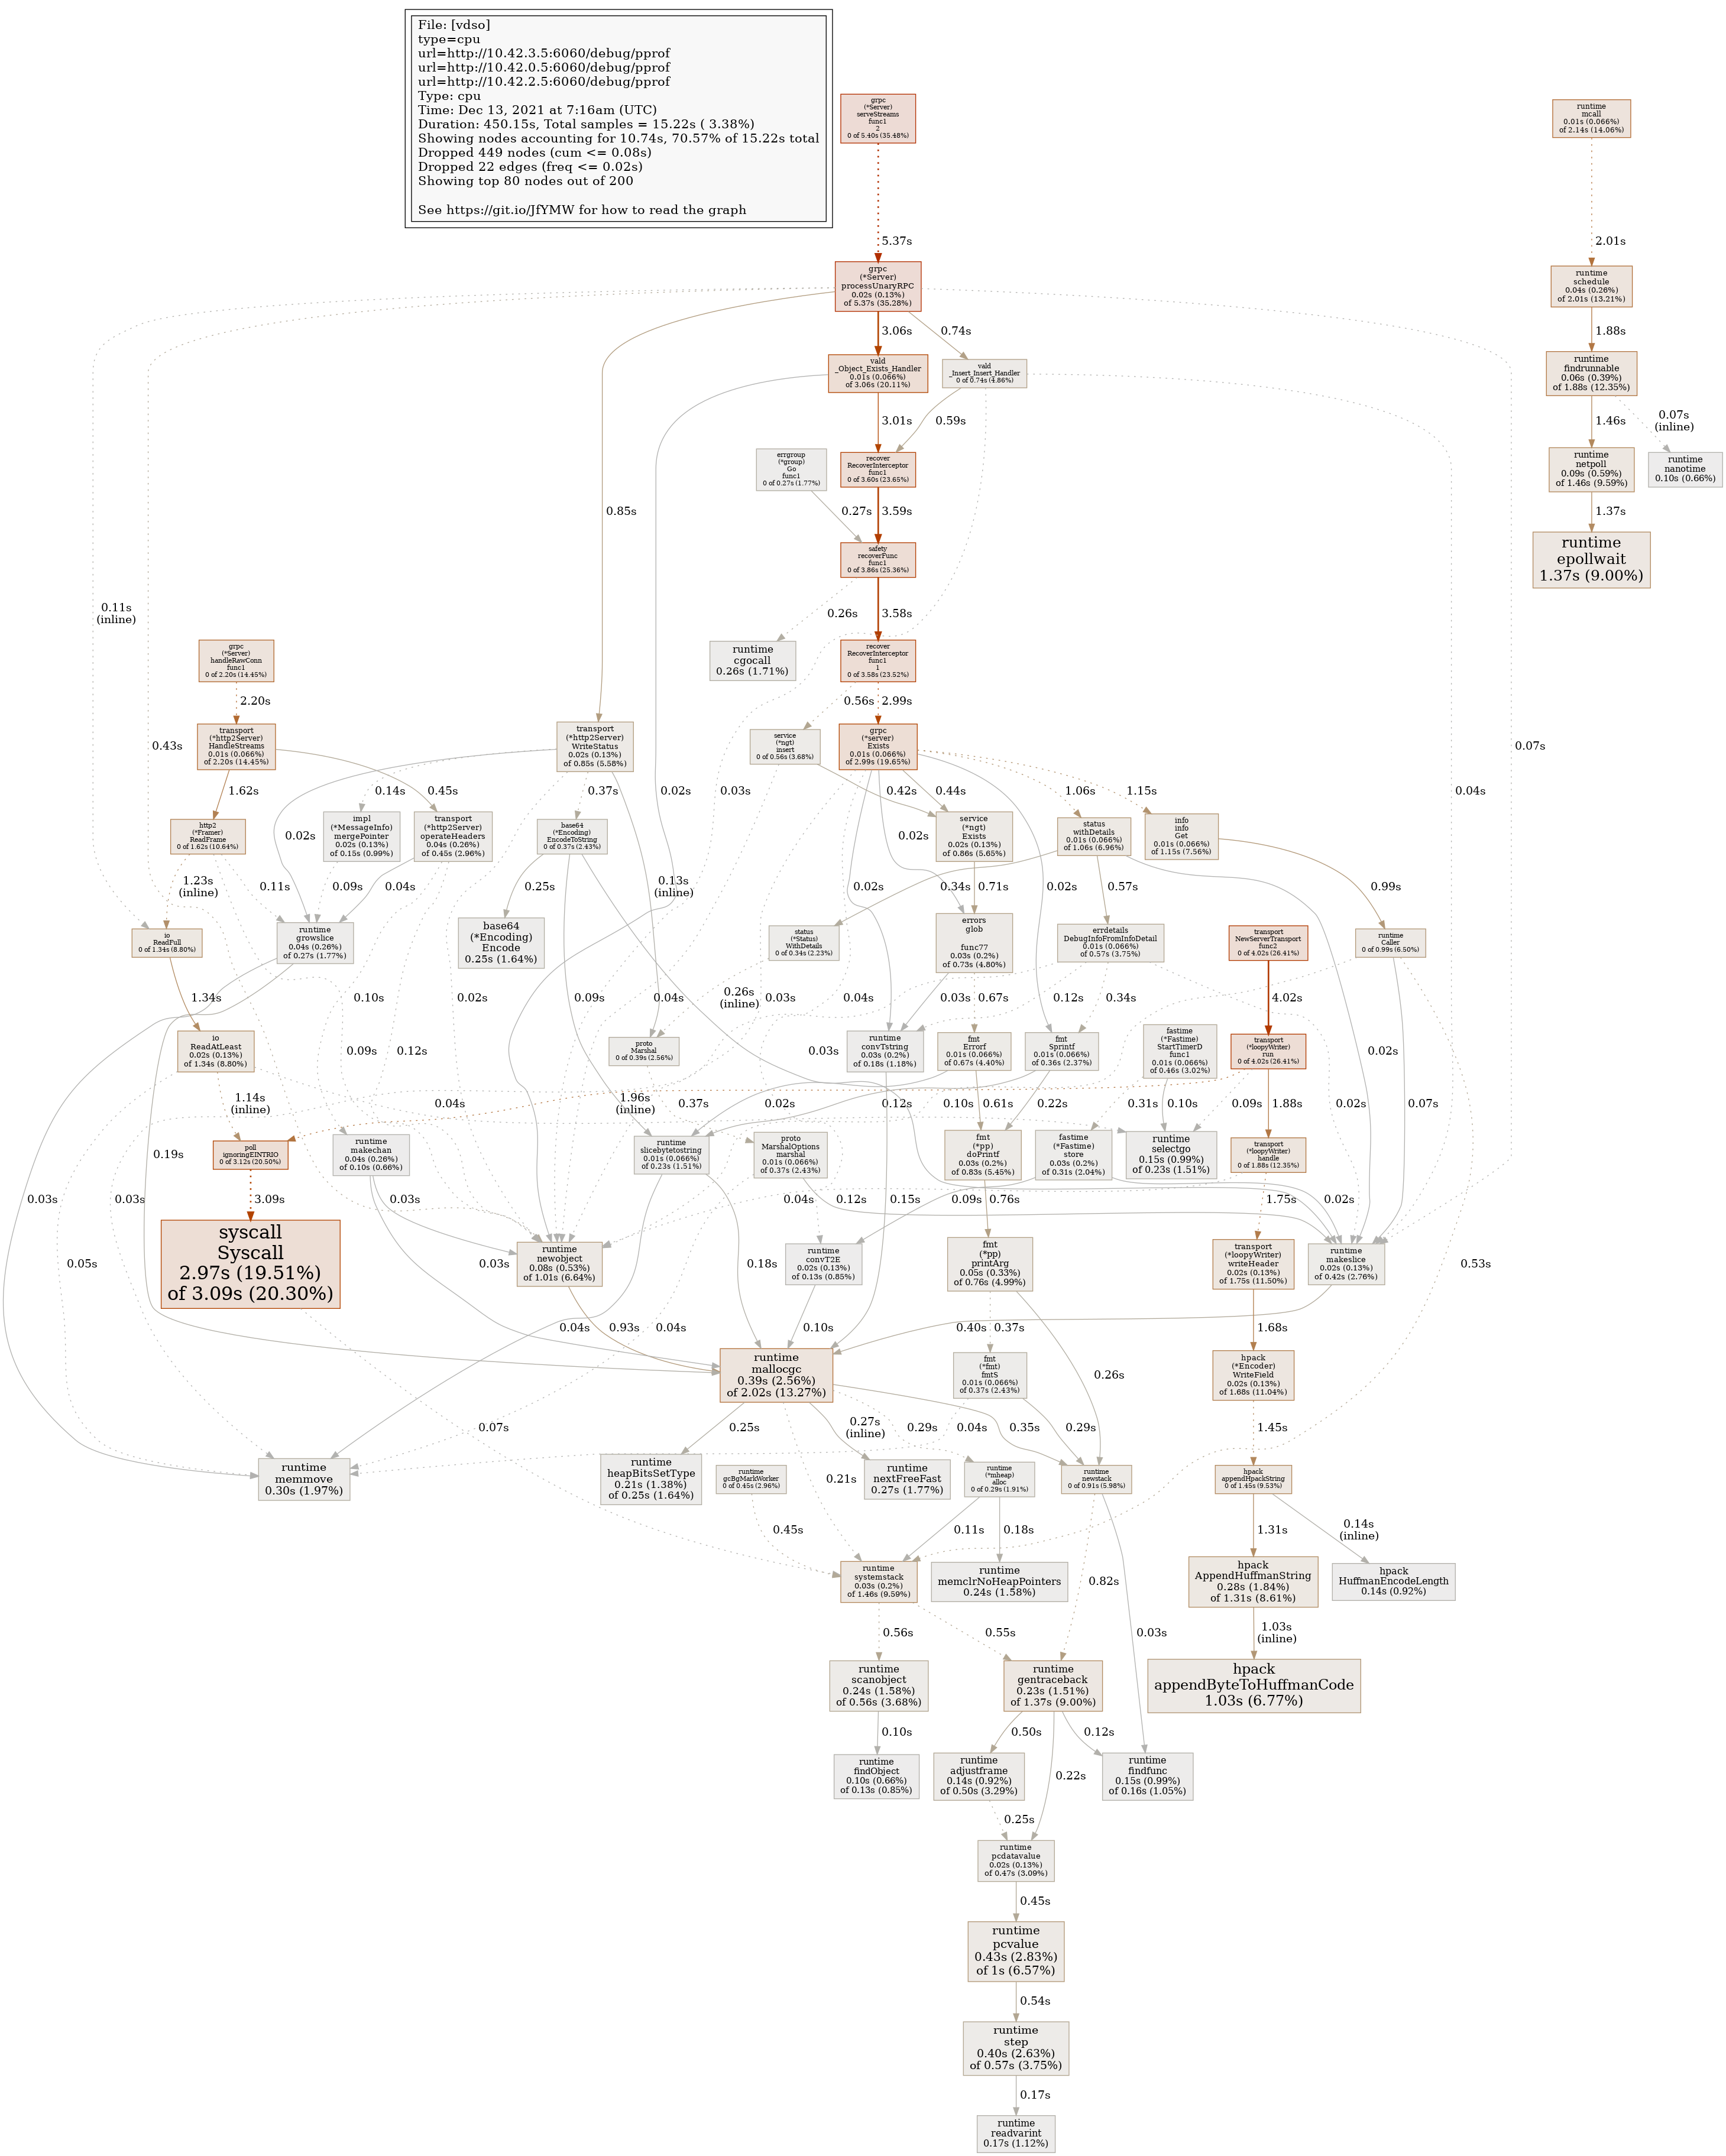 File: [vdso]
type=cpu
url=http://10.42.3.5:6060/debug/pprof
url=http://10.42.0.5:6060/debug/pprof
url=http://10.42.2.5:6060/debug/pprof
Type: cpu
Time: Dec 13, 2021 at 7:16am (UTC)
Duration: 450.15s, Total samples = 15.22s ( 3.38%)
Showing nodes accounting for 10.74s, 70.57% of 15.22s total
Dropped 449 nodes (cum <= 0.08s)
Dropped 22 edges (freq <= 0.02s)
Showing top 80 nodes out of 200
See https://git.io/JfYMW for how to read the graph
grpc
(*Server)
serveStreams
func1
2
0 of 5.40s (35.48%)
runtime
mcall
0.01s (0.066%)
of 2.14s (14.06%)
5.37s
2.01s
grpc
(*Server)
processUnaryRPC
0.02s (0.13%)
of 5.37s (35.28%)
runtime
schedule
0.04s (0.26%)
of 2.01s (13.21%)
3.06s
0.74s
1.88s
vald
_Object_Exists_Handler
0.01s (0.066%)
of 3.06s (20.11%)
vald
_Insert_Insert_Handler
0 of 0.74s (4.86%)
runtime
findrunnable
0.06s (0.39%)
of 1.88s (12.35%)
3.01s
0.59s
1.46s
0.07s
(inline)
errgroup
(*group)
Go
func1
0 of 0.27s (1.77%)
recover
RecoverInterceptor
func1
0 of 3.60s (23.65%)
runtime
netpoll
0.09s (0.59%)
of 1.46s (9.59%)
runtime
nanotime
0.10s (0.66%)
0.85s
0.27s
3.59s
1.37s
safety
recoverFunc
func1
0 of 3.86s (25.36%)
runtime
epollwait
1.37s (9.00%)
0.11s
(inline)
0.26s
3.58s
grpc
(*Server)
handleRawConn
func1
0 of 2.20s (14.45%)
runtime
cgocall
0.26s (1.71%)
recover
RecoverInterceptor
func1
1
0 of 3.58s (23.52%)
2.20s
0.56s
2.99s
transport
(*http2Server)
HandleStreams
0.01s (0.066%)
of 2.20s (14.45%)
0.43s
transport
(*http2Server)
WriteStatus
0.02s (0.13%)
of 0.85s (5.58%)
service
(*ngt)
insert
0 of 0.56s (3.68%)
grpc
(*server)
Exists
0.01s (0.066%)
of 2.99s (19.65%)
0.07s
1.62s
0.45s
0.14s
0.37s
0.02s
0.03s
0.42s
0.44s
1.06s
1.15s
0.04s
http2
(*Framer)
ReadFrame
0 of 1.62s (10.64%)
0.02s
impl
(*MessageInfo)
mergePointer
0.02s (0.13%)
of 0.15s (0.99%)
transport
(*http2Server)
operateHeaders
0.04s (0.26%)
of 0.45s (2.96%)
base64
(*Encoding)
EncodeToString
0 of 0.37s (2.43%)
0.02s
service
(*ngt)
Exists
0.02s (0.13%)
of 0.86s (5.65%)
status
withDetails
0.01s (0.066%)
of 1.06s (6.96%)
info
info
Get
0.01s (0.066%)
of 1.15s (7.56%)
1.23s
(inline)
0.11s
0.09s
0.04s
0.25s
0.13s
(inline)
0.02s
0.71s
0.02s
0.34s
0.57s
0.99s
io
ReadFull
0 of 1.34s (8.80%)
runtime
growslice
0.04s (0.26%)
of 0.27s (1.77%)
base64
(*Encoding)
Encode
0.25s (1.64%)
status
(*Status)
WithDetails
0 of 0.34s (2.23%)
errors
glob
func77
0.03s (0.2%)
of 0.73s (4.80%)
errdetails
DebugInfoFromInfoDetail
0.01s (0.066%)
of 0.57s (3.75%)
transport
NewServerTransport
func2
0 of 4.02s (26.41%)
runtime
Caller
0 of 0.99s (6.50%)
1.34s
0.10s
0.02s
0.09s
0.04s
0.26s
(inline)
0.03s
0.04s
0.03s
0.67s
0.12s
0.34s
4.02s
io
ReadAtLeast
0.02s (0.13%)
of 1.34s (8.80%)
0.09s
0.12s
proto
Marshal
0 of 0.39s (2.56%)
0.03s
runtime
convTstring
0.03s (0.2%)
of 0.18s (1.18%)
fmt
Errorf
0.01s (0.066%)
of 0.67s (4.40%)
fmt
Sprintf
0.01s (0.066%)
of 0.36s (2.37%)
fastime
(*Fastime)
StartTimerD
func1
0.01s (0.066%)
of 0.46s (3.02%)
transport
(*loopyWriter)
run
0 of 4.02s (26.41%)
0.02s
1.14s
(inline)
0.04s
1.96s
(inline)
0.37s
0.02s
0.12s
0.10s
0.61s
0.22s
0.31s
0.10s
0.09s
1.88s
0.02s
0.07s
poll
ignoringEINTRIO
0 of 3.12s (20.50%)
runtime
makechan
0.04s (0.26%)
of 0.10s (0.66%)
0.19s
runtime
slicebytetostring
0.01s (0.066%)
of 0.23s (1.51%)
proto
MarshalOptions
marshal
0.01s (0.066%)
of 0.37s (2.43%)
fmt
(*pp)
doPrintf
0.03s (0.2%)
of 0.83s (5.45%)
fastime
(*Fastime)
store
0.03s (0.2%)
of 0.31s (2.04%)
runtime
selectgo
0.15s (0.99%)
of 0.23s (1.51%)
transport
(*loopyWriter)
handle
0 of 1.88s (12.35%)
0.03s
0.03s
3.09s
0.03s
0.04s
0.12s
0.15s
0.09s
0.76s
1.75s
0.02s
syscall
Syscall
2.97s (19.51%)
of 3.09s (20.30%)
0.05s
0.03s
runtime
newobject
0.08s (0.53%)
of 1.01s (6.64%)
0.18s
runtime
convT2E
0.02s (0.13%)
of 0.13s (0.85%)
fmt
(*pp)
printArg
0.05s (0.33%)
of 0.76s (4.99%)
transport
(*loopyWriter)
writeHeader
0.02s (0.13%)
of 1.75s (11.50%)
runtime
makeslice
0.02s (0.13%)
of 0.42s (2.76%)
0.53s
0.04s
0.93s
0.04s
0.10s
0.40s
0.37s
1.68s
runtime
mallocgc
0.39s (2.56%)
of 2.02s (13.27%)
fmt
(*fmt)
fmtS
0.01s (0.066%)
of 0.37s (2.43%)
0.26s
hpack
(*Encoder)
WriteField
0.02s (0.13%)
of 1.68s (11.04%)
0.07s
0.25s
0.21s
0.27s
(inline)
0.29s
0.04s
0.35s
0.29s
1.45s
runtime
memmove
0.30s (1.97%)
runtime
heapBitsSetType
0.21s (1.38%)
of 0.25s (1.64%)
runtime
gcBgMarkWorker
0 of 0.45s (2.96%)
runtime
nextFreeFast
0.27s (1.77%)
runtime
(*mheap)
alloc
0 of 0.29s (1.91%)
runtime
newstack
0 of 0.91s (5.98%)
hpack
appendHpackString
0 of 1.45s (9.53%)
0.45s
0.11s
0.18s
1.31s
0.14s
(inline)
runtime
systemstack
0.03s (0.2%)
of 1.46s (9.59%)
runtime
memclrNoHeapPointers
0.24s (1.58%)
0.82s
hpack
AppendHuffmanString
0.28s (1.84%)
of 1.31s (8.61%)
hpack
HuffmanEncodeLength
0.14s (0.92%)
0.56s
0.55s
0.03s
1.03s
(inline)
runtime
scanobject
0.24s (1.58%)
of 0.56s (3.68%)
runtime
gentraceback
0.23s (1.51%)
of 1.37s (9.00%)
hpack
appendByteToHuffmanCode
1.03s (6.77%)
0.10s
0.50s
0.12s
0.22s
runtime
findObject
0.10s (0.66%)
of 0.13s (0.85%)
runtime
adjustframe
0.14s (0.92%)
of 0.50s (3.29%)
runtime
findfunc
0.15s (0.99%)
of 0.16s (1.05%)
0.25s
runtime
pcdatavalue
0.02s (0.13%)
of 0.47s (3.09%)
0.45s
runtime
pcvalue
0.43s (2.83%)
of 1s (6.57%)
0.54s
runtime
step
0.40s (2.63%)
of 0.57s (3.75%)
0.17s
runtime
readvarint
0.17s (1.12%)